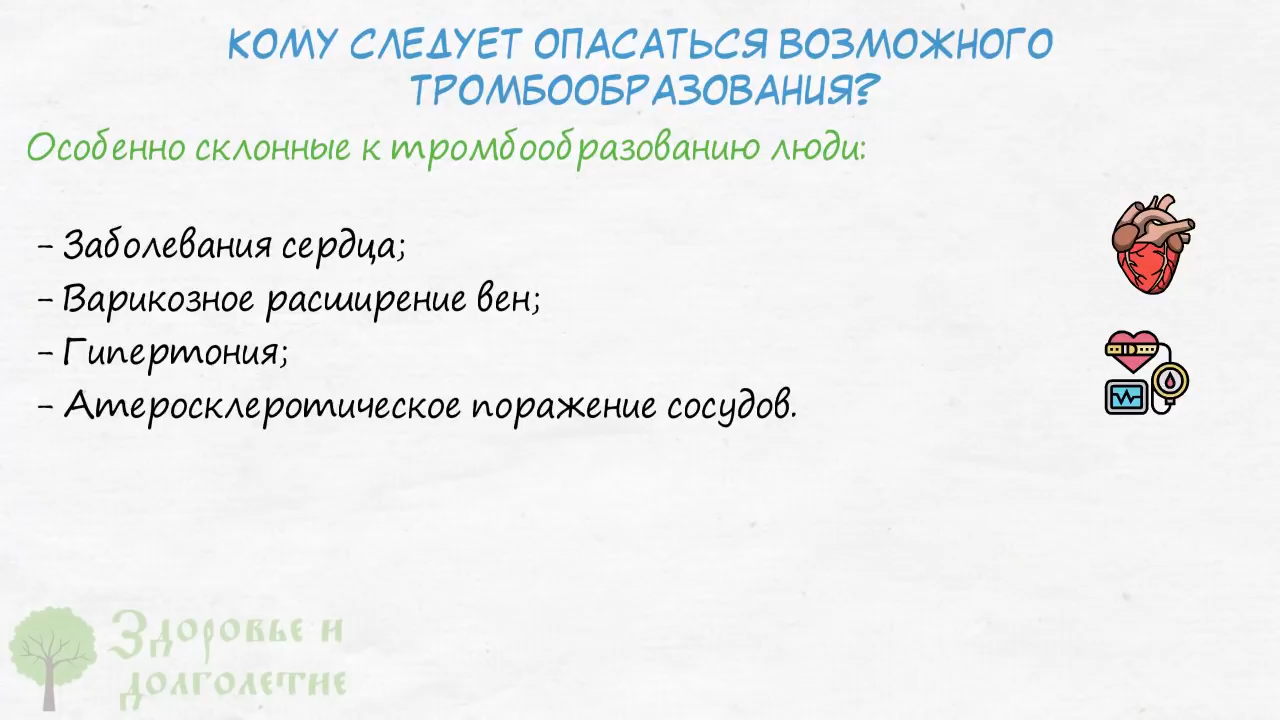 КОМУ СЛЕДУЕТ ОПАСАТЬСЯ ВОЗМОЖНОГО
ТРОМБООБРАЗОВАНИЯ?
Особенно склонные к тромбообразованию люди:
- Заболевания сердца;
- Варикозное расширение вен;
- Гипертония;
- Атеросклеротическое поражение сосудов.
Здоровье и
долголетие